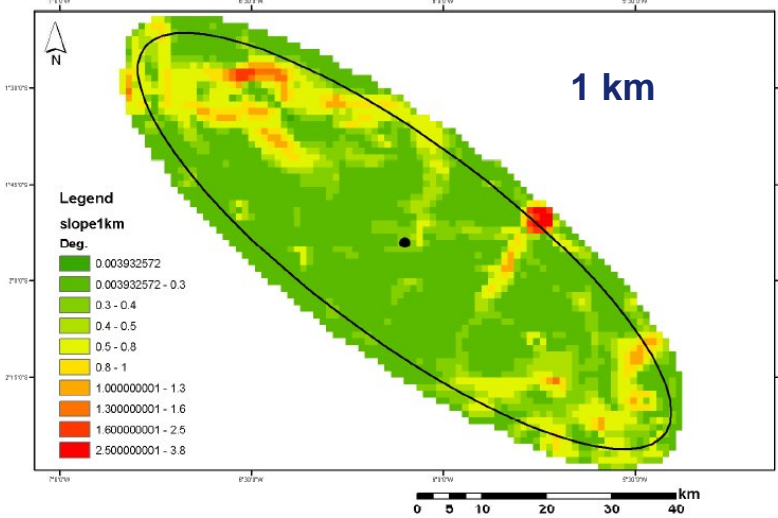 N
1 km
Legend
slope1km
Deg.
0.003932572
0.003932572 - 0.3
0.3 - 0.4
0.4 - 0.5
0.5 - 0.8
0.8 - 1
1.000000001 - 1.3
1.300000001 - 1.6
1.600000001 - 2.5
2.500000001 - 3.8
km
0 5 10 20 30 40